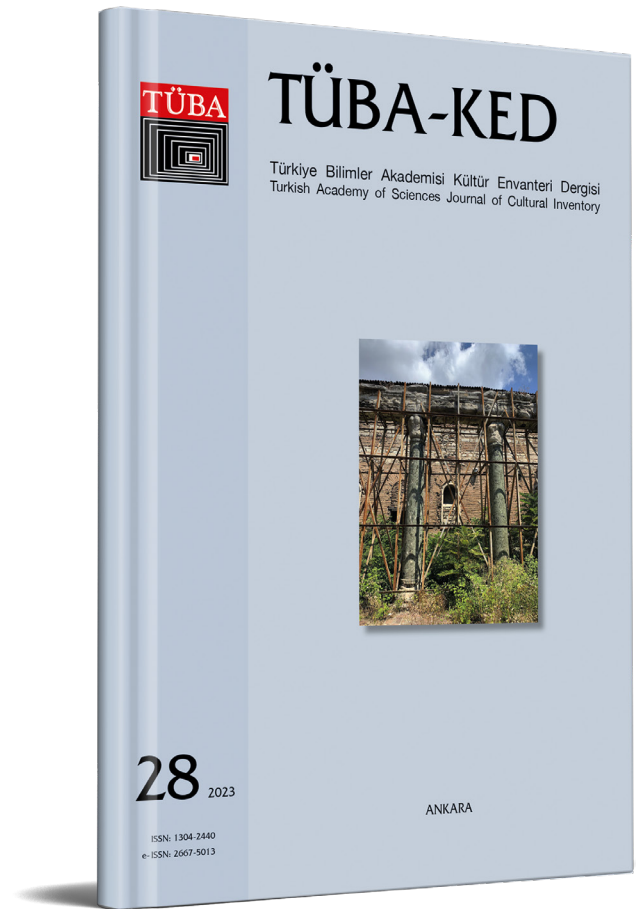 TÜBA
TÜBA-KED
Türkiye Bilimler Akademisi Kültür Envanteri Dergisi
Turkish Academy of Sciences Journal of Cultural Inventory
28 2023
ISSN: 1304-2440
e-ISSN: 2667-5013
ANKARA